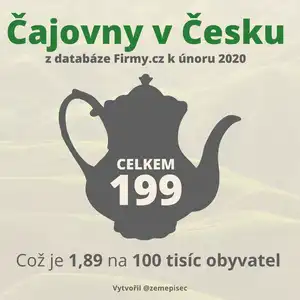 Čajovny v Česku
z databáze Firmy.cz k únoru 2020
CELKEM
199
Což je 1,89 na 100 tisíc obyvatel
Vytvořil @zemepisec